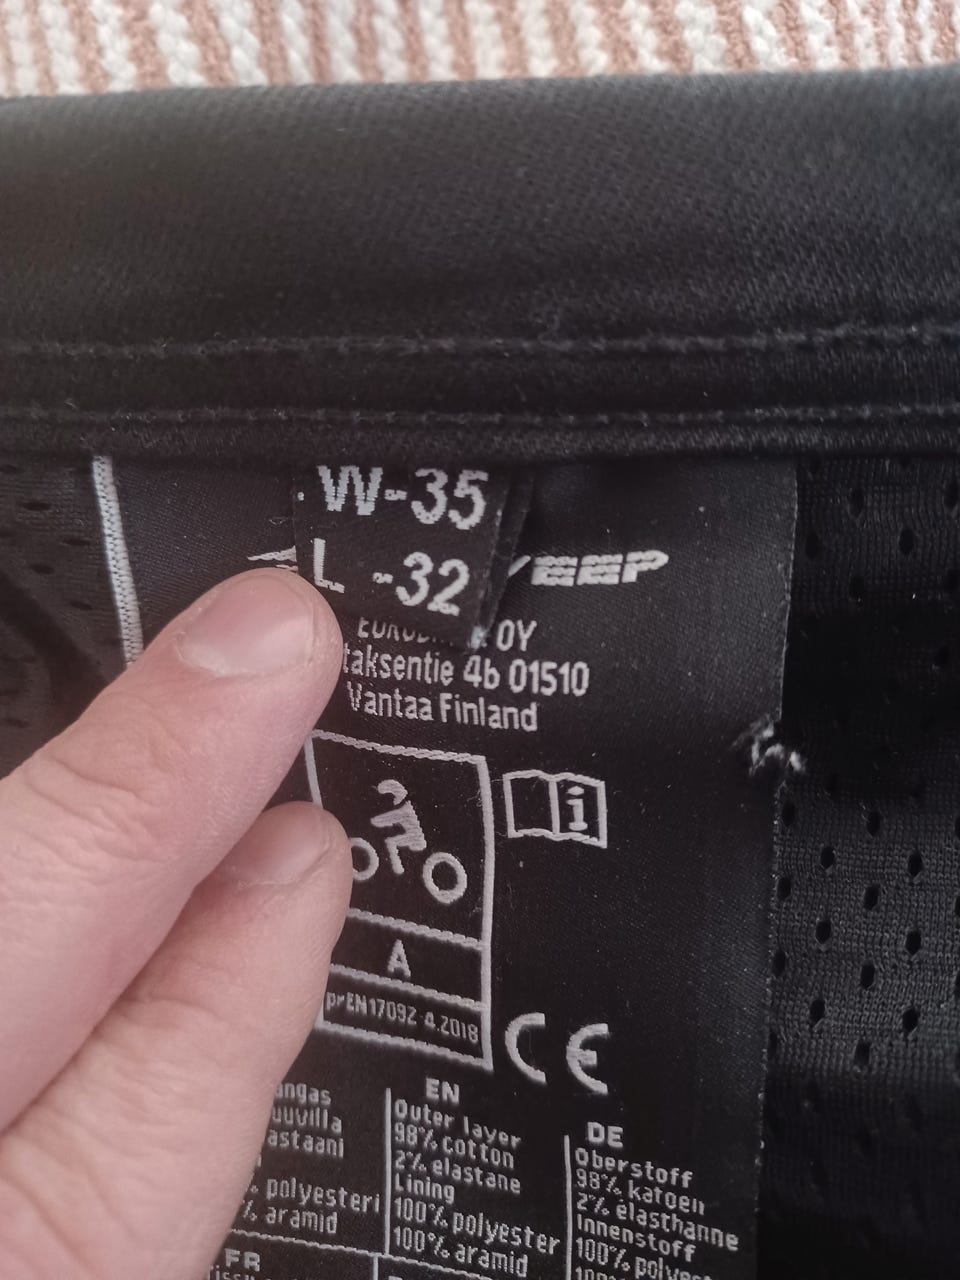 W-35
L -32
OY
taksentie 4b 01510
Vantaa Finland
i
A
prEN17092 4.2018
CE
EN
Outer layer
98% cotton
2% elastane
Lining
100% polyester
100% aramid
DE
Oberstoff
98% katoen
2% elasthanne
Innenstoff
100% polyest
astaani
polyesteri
% aramid
FR